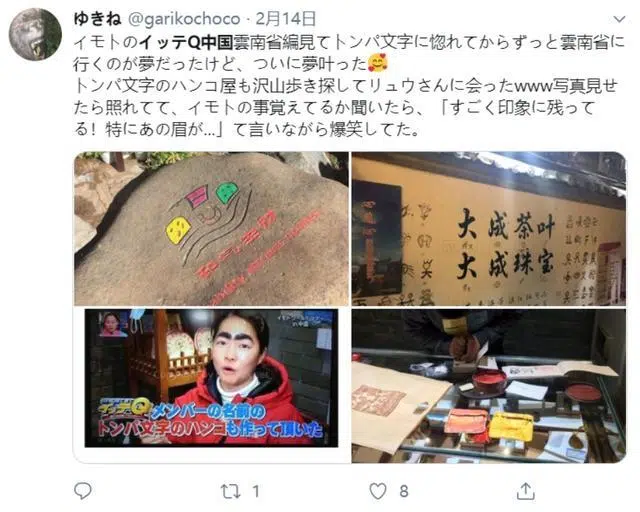 ゆきね @garikochoco · 2月14日
イモトのイッテQ中国雲南省編見てトンパ文字に惚れてからずっと雲南省に
行くのが夢だったけど、ついに夢叶った🥰
トンパ文字のハンコ屋も沢山歩き探してリュウさんに会ったwww写真見せ
たら照れてて、イモトの事覚えてるか聞いたら、「すごく印象に残って
る！特にあの眉が...」て言いながら爆笑してた。
大成茶叶
大成珠宝
イッテQ!
メンバーの名前の
トンパ文字のハンコも作って頂いた
1
8